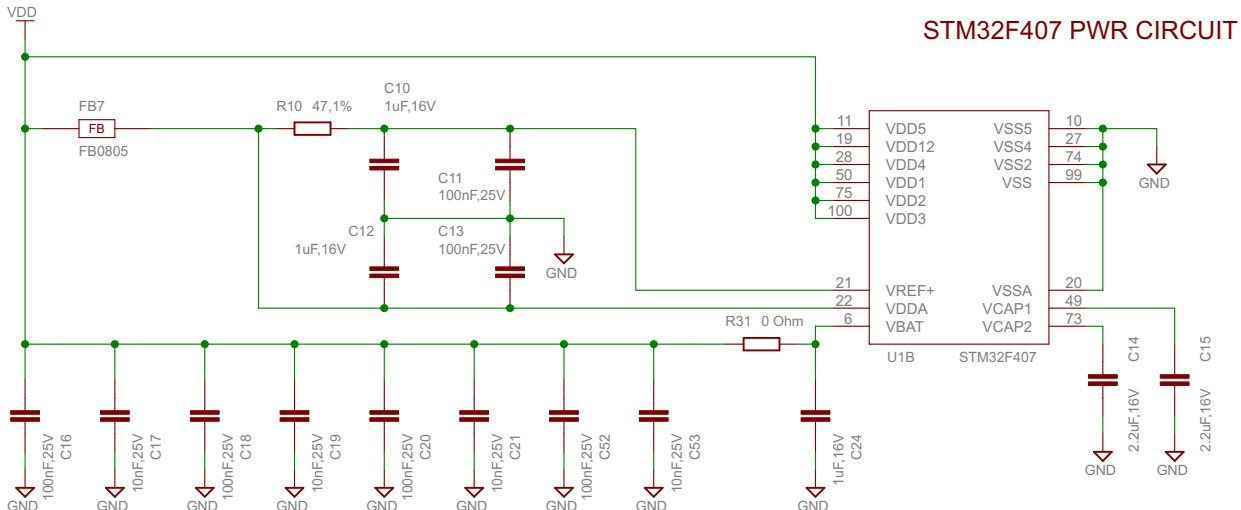 VDD
STM32F407 PWR CIRCUIT
FB7
FB
FB0805
R10 47,1%
C10
1uF,16V
C11
100nF,25V
C12
1uF,16V
C13
100nF,25V
GND
11 VDD5
19 VDD12
28 VDD4
50 VDD1
75 VDD2
100 VDD3
21 VREF+
22 VDDA
6 VBAT
VSS5 10
VSS4 27
VSS2 74
VSS 99
VSSA 20
VCAP1 49
VCAP2 73
GND
U1B STM32F407
R31 0 Ohm
C14
2.2uF,16V
GND
C15
2.2uF,16V
GND
100nF,25V
C16
GND
10nF,25V
C17
GND
100nF,25V
C18
GND
10nF,25V
C19
GND
100nF,25V
C20
GND
10nF,25V
C21
GND
100nF,25V
C52
GND
10nF,25V
C53
GND
1uF,16V
C24
GND